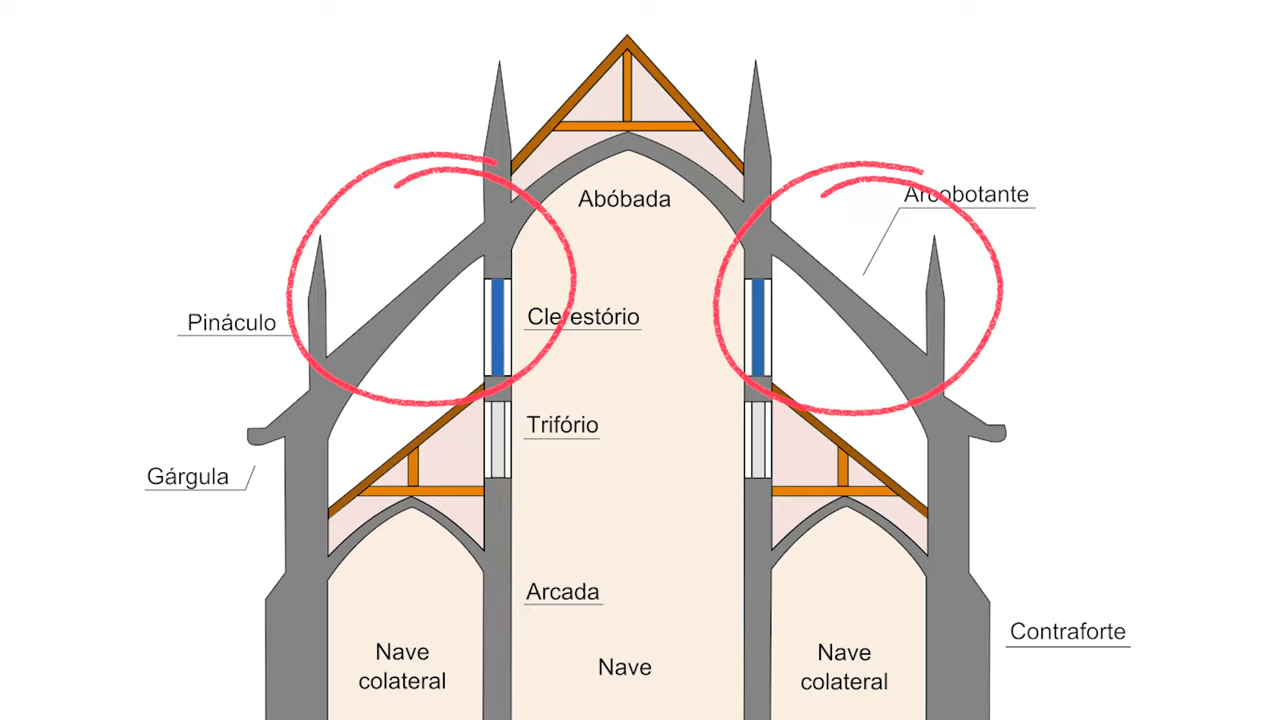 Abóbada
Arcobotante
Pináculo
Clerestório
Trifório
Gárgula
Arcada
Contraforte
Nave
colateral
Nave
Nave
colateral